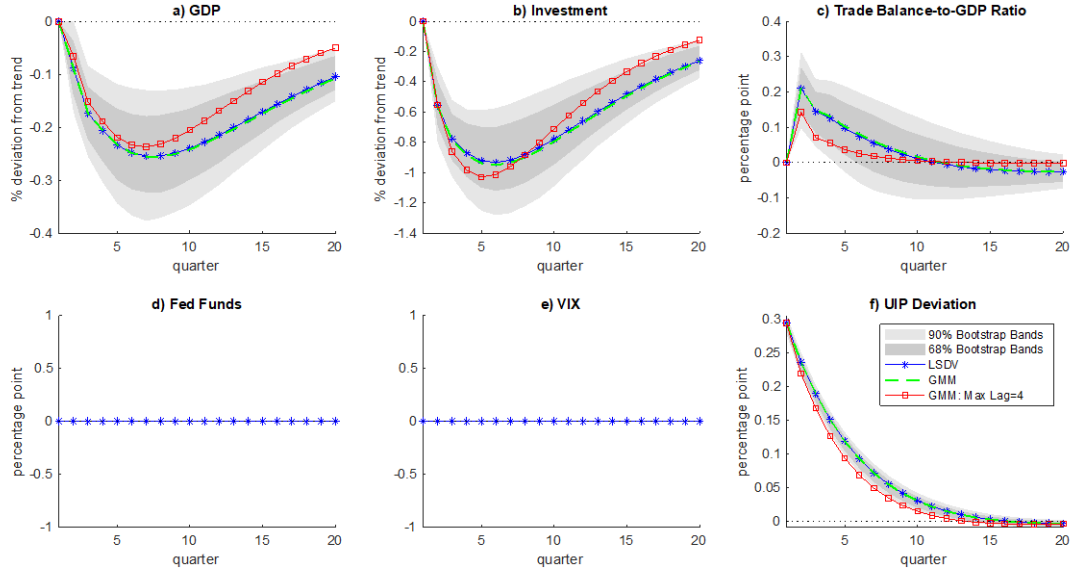 a) GDP
% deviation from trend
0
-0.1
-0.2
-0.3
-0.4
5 10 15 20
quarter
b) Investment
% deviation from trend
0
-0.2
-0.4
-0.6
-0.8
-1
-1.2
-1.4
5 10 15 20
quarter
c) Trade Balance-to-GDP Ratio
percentage point
0.4
0.3
0.2
0.1
0
-0.1
-0.2
5 10 15 20
quarter
d) Fed Funds
percentage point
1
0.5
0
-0.5
-1
5 10 15 20
quarter
e) VIX
percentage point
1
0.5
0
-0.5
-1
5 10 15 20
quarter
f) UIP Deviation
percentage point
0.3
0.25
0.2
0.15
0.1
0.05
0
5 10 15 20
quarter
90% Bootstrap Bands
68% Bootstrap Bands
LSDV
GMM
GMM: Max Lag=4